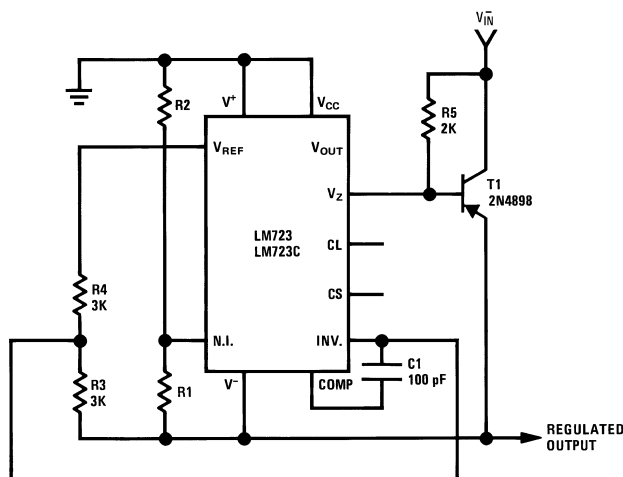 V⁻IN
R2
V⁺
VCC
R5
2K
VREF
VOUT
T1
2N4898
VZ
LM723
LM723C
CL
R4
3K
CS
N.I.
INV.
C1
100 pF
R3
3K
R1
V⁻
COMP
REGULATED
OUTPUT